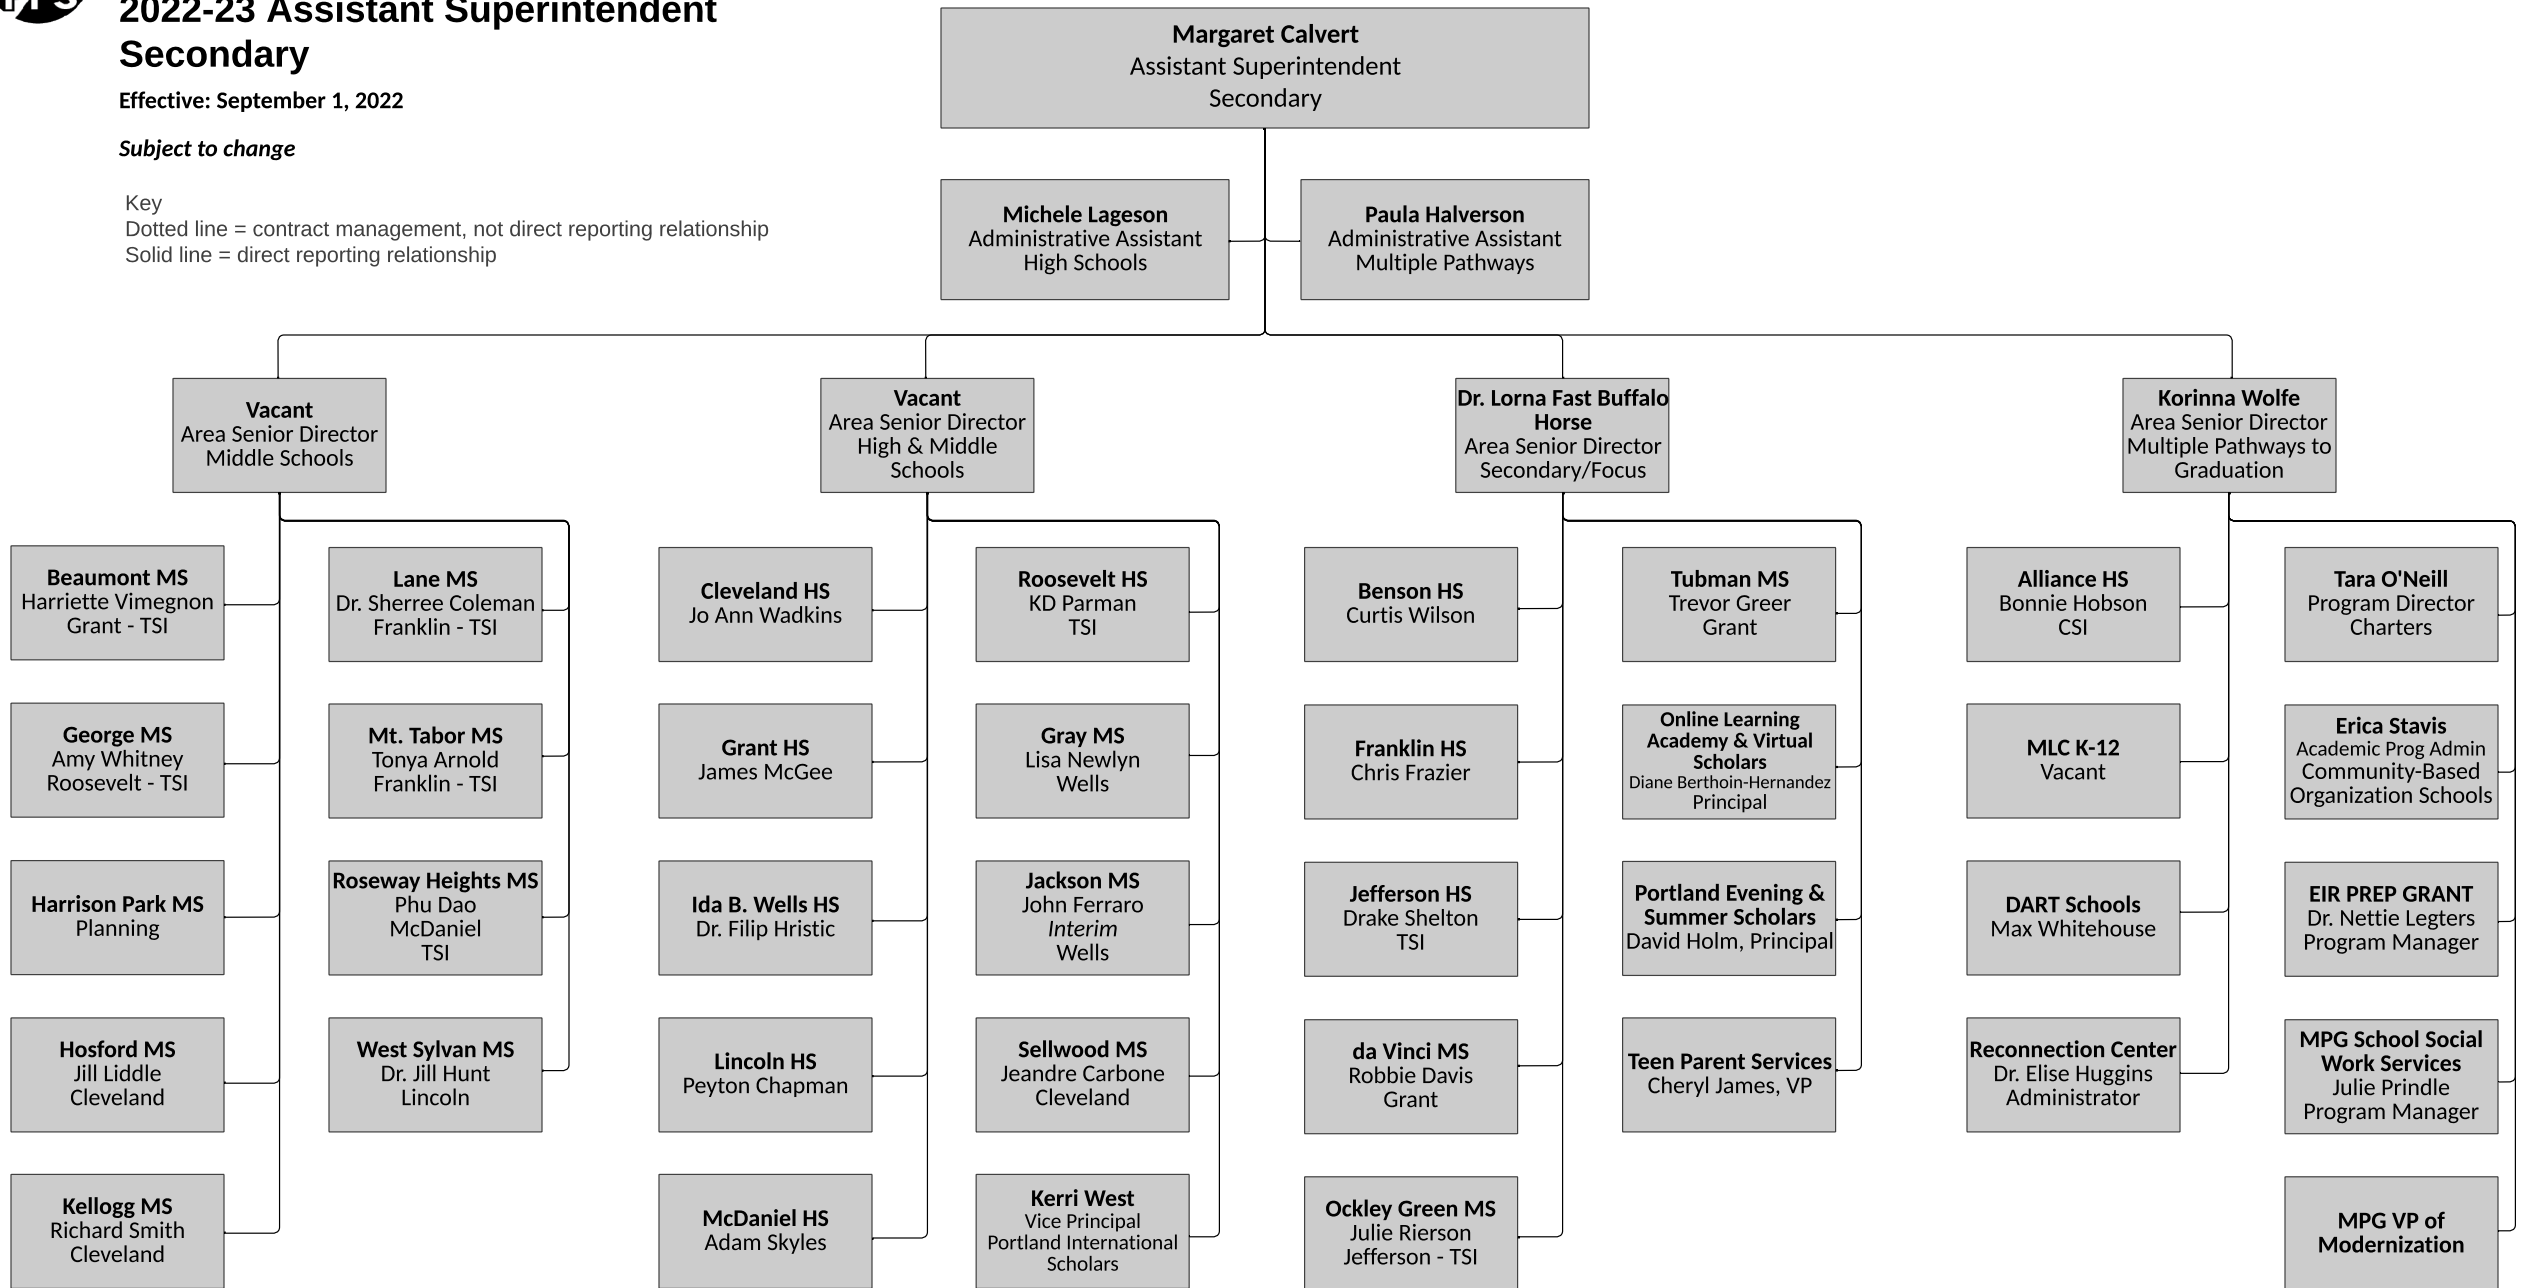 2022-23 Assistant Superintendent
Secondary
Effective: September 1, 2022
Subject to change
Key
Dotted line = contract management, not direct reporting relationship
Solid line = direct reporting relationship
Margaret Calvert
Assistant Superintendent
Secondary
Michele Lageson
Administrative Assistant
High Schools
Paula Halverson
Administrative Assistant
Multiple Pathways
Vacant
Area Senior Director
Middle Schools
Vacant
Area Senior Director
High & Middle
Schools
Dr. Lorna Fast Buffalo
Horse
Area Senior Director
Secondary/Focus
Korinna Wolfe
Area Senior Director
Multiple Pathways to
Graduation
Beaumont MS
Harriette Vimegnon
Grant - TSI
George MS
Amy Whitney
Roosevelt - TSI
Harrison Park MS
Planning
Hosford MS
Jill Liddle
Cleveland
Kellogg MS
Richard Smith
Cleveland
Lane MS
Dr. Sherree Coleman
Franklin - TSI
Mt. Tabor MS
Tonya Arnold
Franklin - TSI
Roseway Heights MS
Phu Dao
McDaniel
TSI
West Sylvan MS
Dr. Jill Hunt
Lincoln
Cleveland HS
Jo Ann Wadkins
Grant HS
James McGee
Ida B. Wells HS
Dr. Filip Hristic
Lincoln HS
Peyton Chapman
McDaniel HS
Adam Skyles
Roosevelt HS
KD Parman
TSI
Gray MS
Lisa Newlyn
Wells
Jackson MS
John Ferraro
Interim
Wells
Sellwood MS
Jeandre Carbone
Cleveland
Kerri West
Vice Principal
Portland International
Scholars
Benson HS
Curtis Wilson
Franklin HS
Chris Frazier
Jefferson HS
Drake Shelton
TSI
da Vinci MS
Robbie Davis
Grant
Ockley Green MS
Julie Rierson
Jefferson - TSI
Tubman MS
Trevor Greer
Grant
Online Learning
Academy & Virtual
Scholars
Diane Berthoin-Hernandez
Principal
Portland Evening &
Summer Scholars
David Holm, Principal
Teen Parent Services
Cheryl James, VP
Alliance HS
Bonnie Hobson
CSI
MLC K-12
Vacant
DART Schools
Max Whitehouse
Reconnection Center
Dr. Elise Huggins
Administrator
Tara O'Neill
Program Director
Charters
Erica Stavis
Academic Prog Admin
Community-Based
Organization Schools
EIR PREP GRANT
Dr. Nettie Legters
Program Manager
MPG School Social
Work Services
Julie Prindle
Program Manager
MPG VP of
Modernization